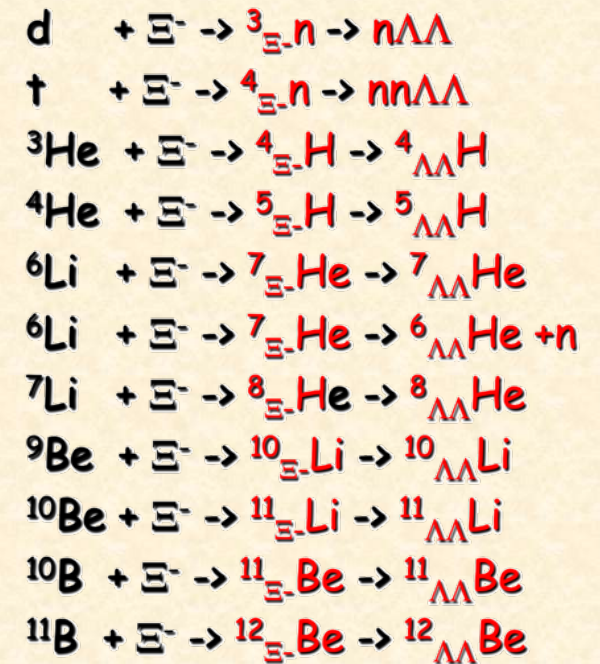 d + Ξ⁻ -> ³Ξ-n -> nΛΛ
t + Ξ⁻ -> ⁴Ξ-n -> nnΛΛ
³He + Ξ⁻ -> ⁴Ξ-H -> ⁴ΛΛH
⁴He + Ξ⁻ -> ⁵Ξ-H -> ⁵ΛΛH
⁶Li + Ξ⁻ -> ⁷Ξ-He -> ⁷ΛΛHe
⁶Li + Ξ⁻ -> ⁷Ξ-He -> ⁶ΛΛHe +n
⁷Li + Ξ⁻ -> ⁸Ξ-He -> ⁸ΛΛHe
⁹Be + Ξ⁻ -> ¹⁰Ξ-Li -> ¹⁰ΛΛLi
¹⁰Be + Ξ⁻ -> ¹¹Ξ-Li -> ¹¹ΛΛLi
¹⁰B + Ξ⁻ -> ¹¹Ξ-Be -> ¹¹ΛΛBe
¹¹B + Ξ⁻ -> ¹²Ξ-Be -> ¹²ΛΛBe